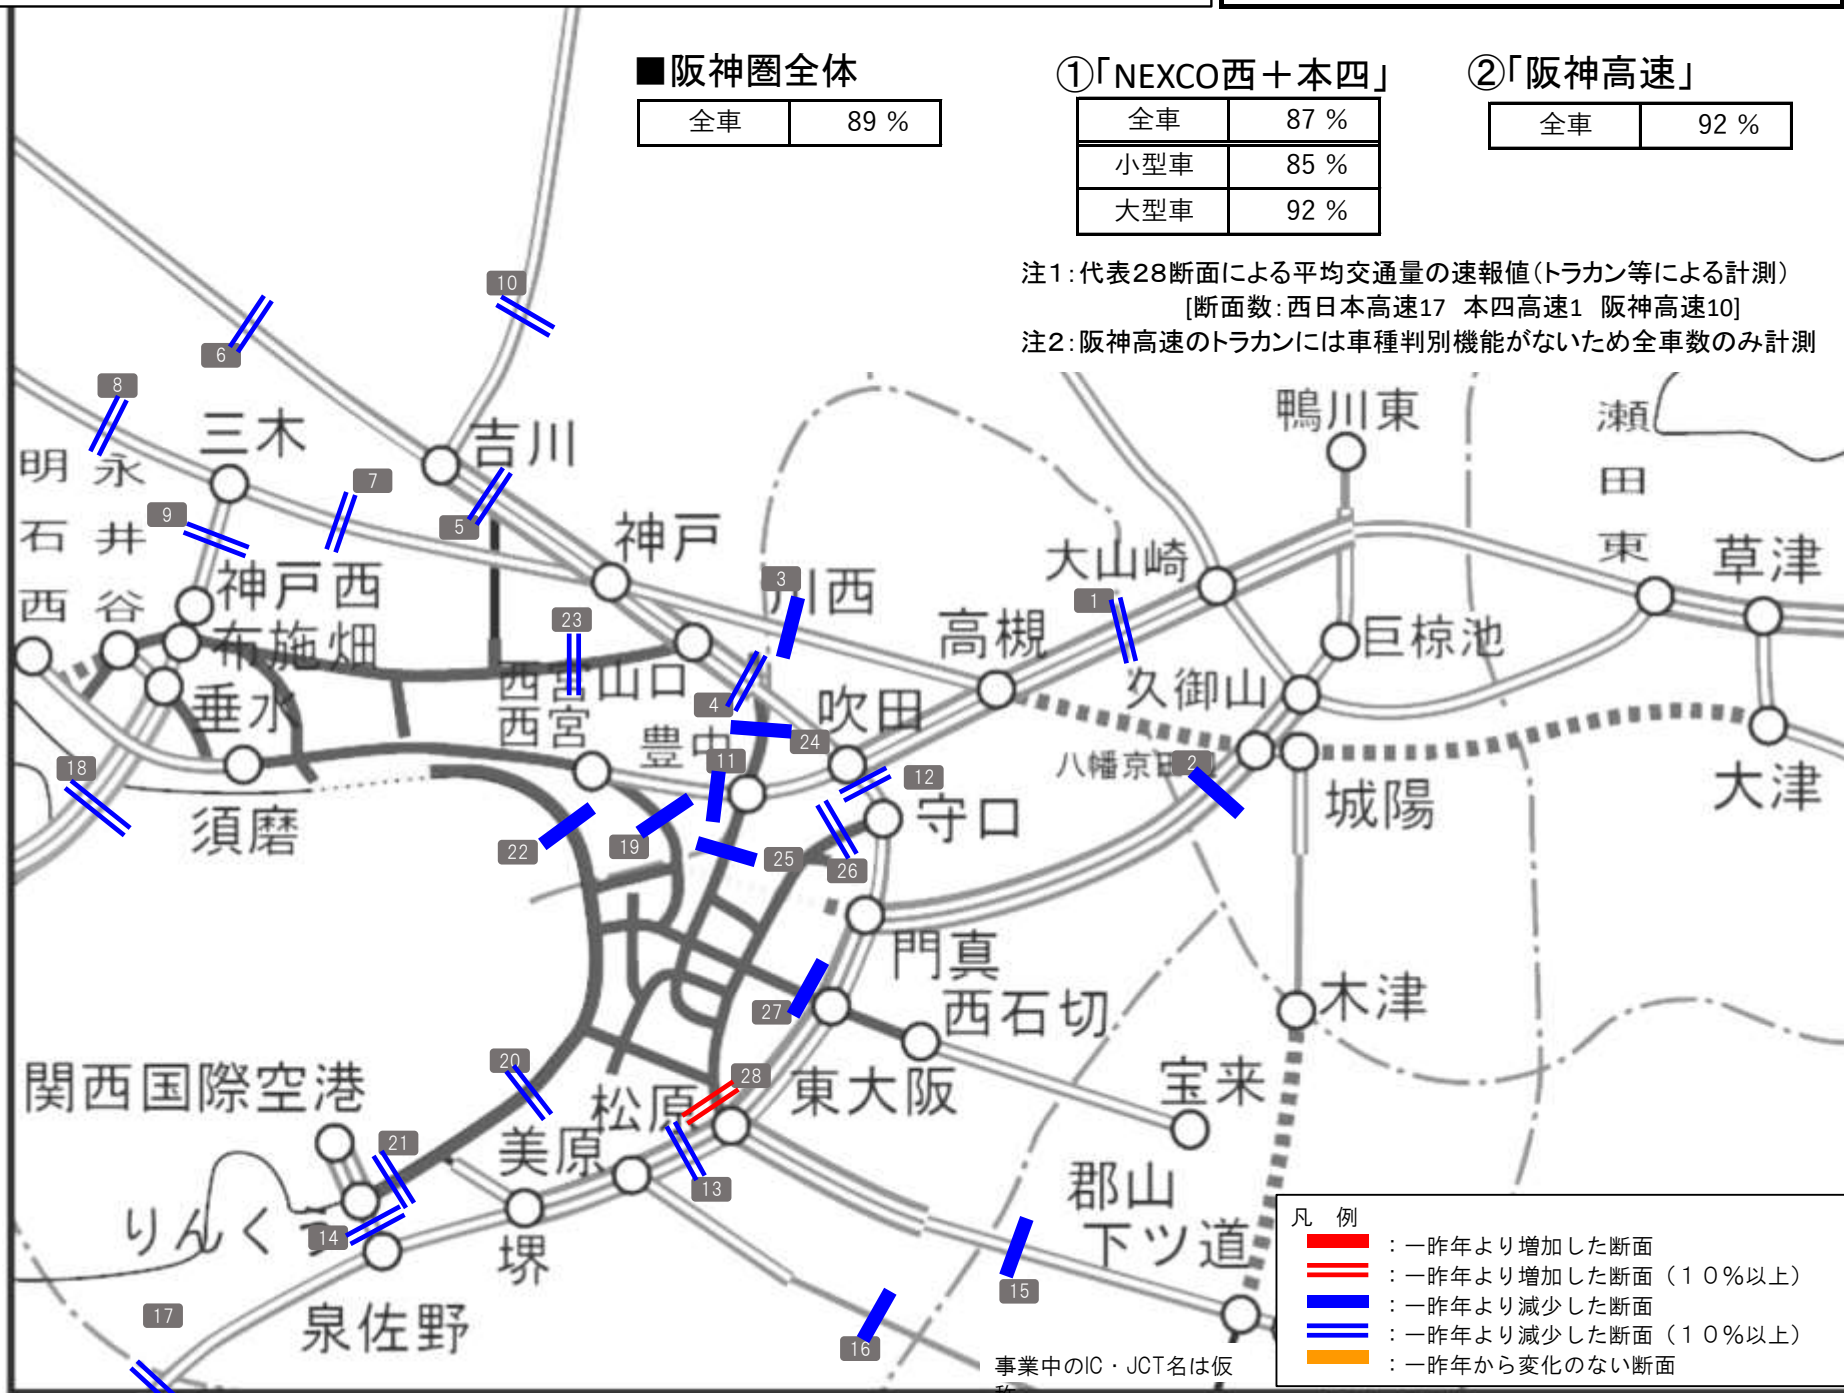 ■阪神圏全体
全車 89 %
①「NEXCO西＋本四」
全車 87 %
小型車 85 %
大型車 92 %
②「阪神高速」
全車 92 %
注1：代表28断面による平均交通量の速報値（トラカン等による計測）
[断面数：西日本高速17 本四高速1 阪神高速10]
注2：阪神高速のトラカンには車種判別機能がないため全車数のみ計測
10
6
8
三木
吉川
鴨川東
瀬田東
明石西
永井谷
7
9
5
神戸
大山崎
草津
3
川西
1
神戸西
23
高槻
巨椋池
布施畑
西宮山口
久御山
垂水
4
吹田
西宮
豊中
24
11
12
八幡京田
2
大津
18
城陽
須磨
守口
22
19
25
26
門真
27
西石切
木津
関西国際空港
20
28
松原
東大阪
宝来
21
美原
13
郡山
りんくう
14
堺
下ツ道
15
17
泉佐野
16
事業中のIC・JCT名は仮
称
凡 例
：一昨年より増加した断面
：一昨年より増加した断面（１０％以上）
：一昨年より減少した断面
：一昨年より減少した断面（１０％以上）
：一昨年から変化のない断面